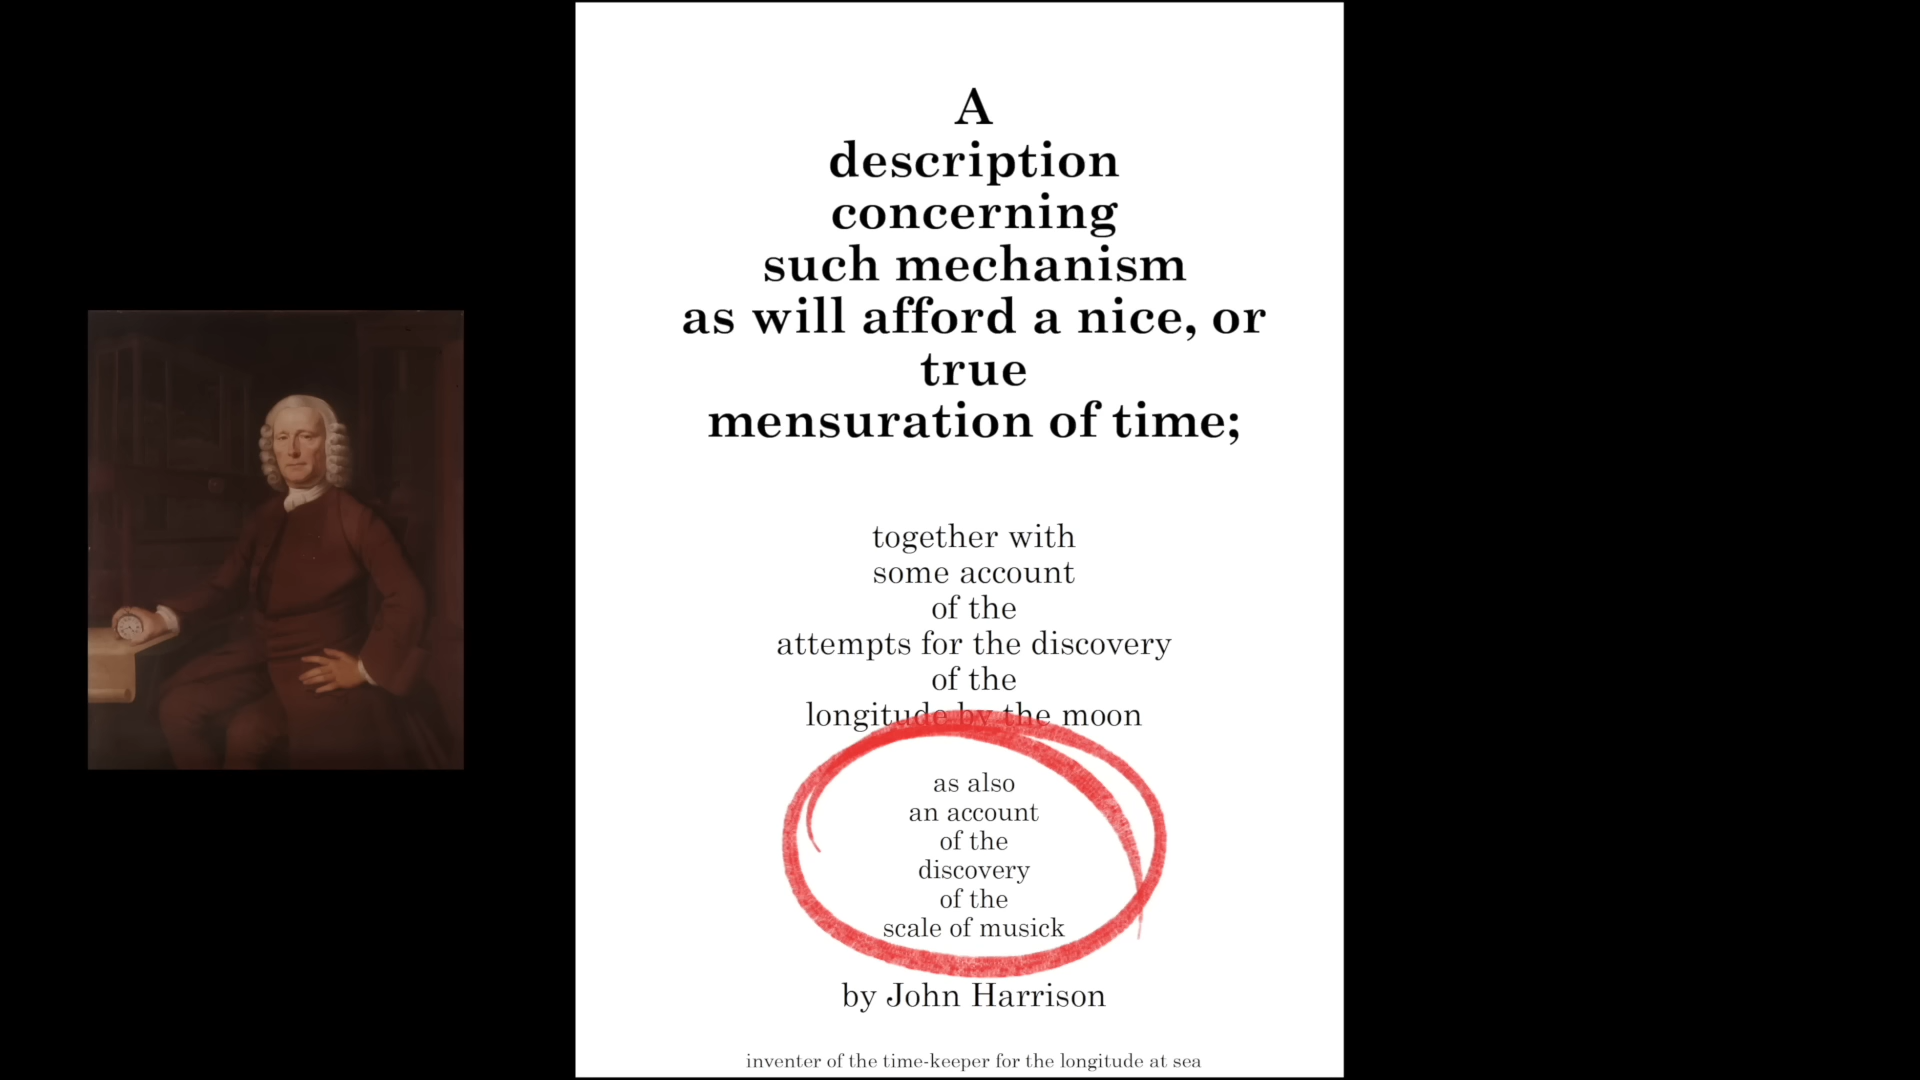 A
description
concerning
such mechanism
as will afford a nice, or
true
mensuration of time;
together with
some account
of the
attempts for the discovery
of the
longitude by the moon
as also
an account
of the
discovery
of the
scale of musick
by John Harrison
inventer of the time-keeper for the longitude at sea